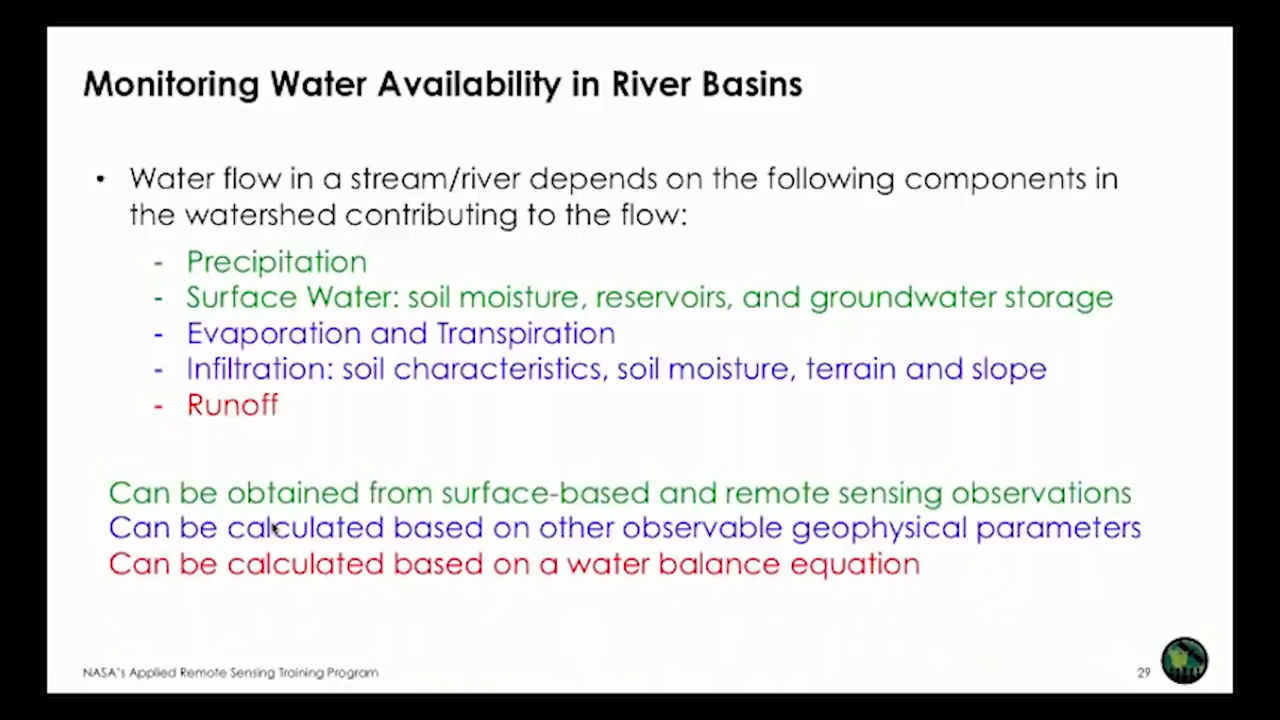 Monitoring Water Availability in River Basins
• Water flow in a stream/river depends on the following components in
the watershed contributing to the flow:
- Precipitation
- Surface Water: soil moisture, reservoirs, and groundwater storage
- Evaporation and Transpiration
- Infiltration: soil characteristics, soil moisture, terrain and slope
- Runoff
Can be obtained from surface-based and remote sensing observations
Can be calculated based on other observable geophysical parameters
Can be calculated based on a water balance equation
NASA's Applied Remote Sensing Training Program
29